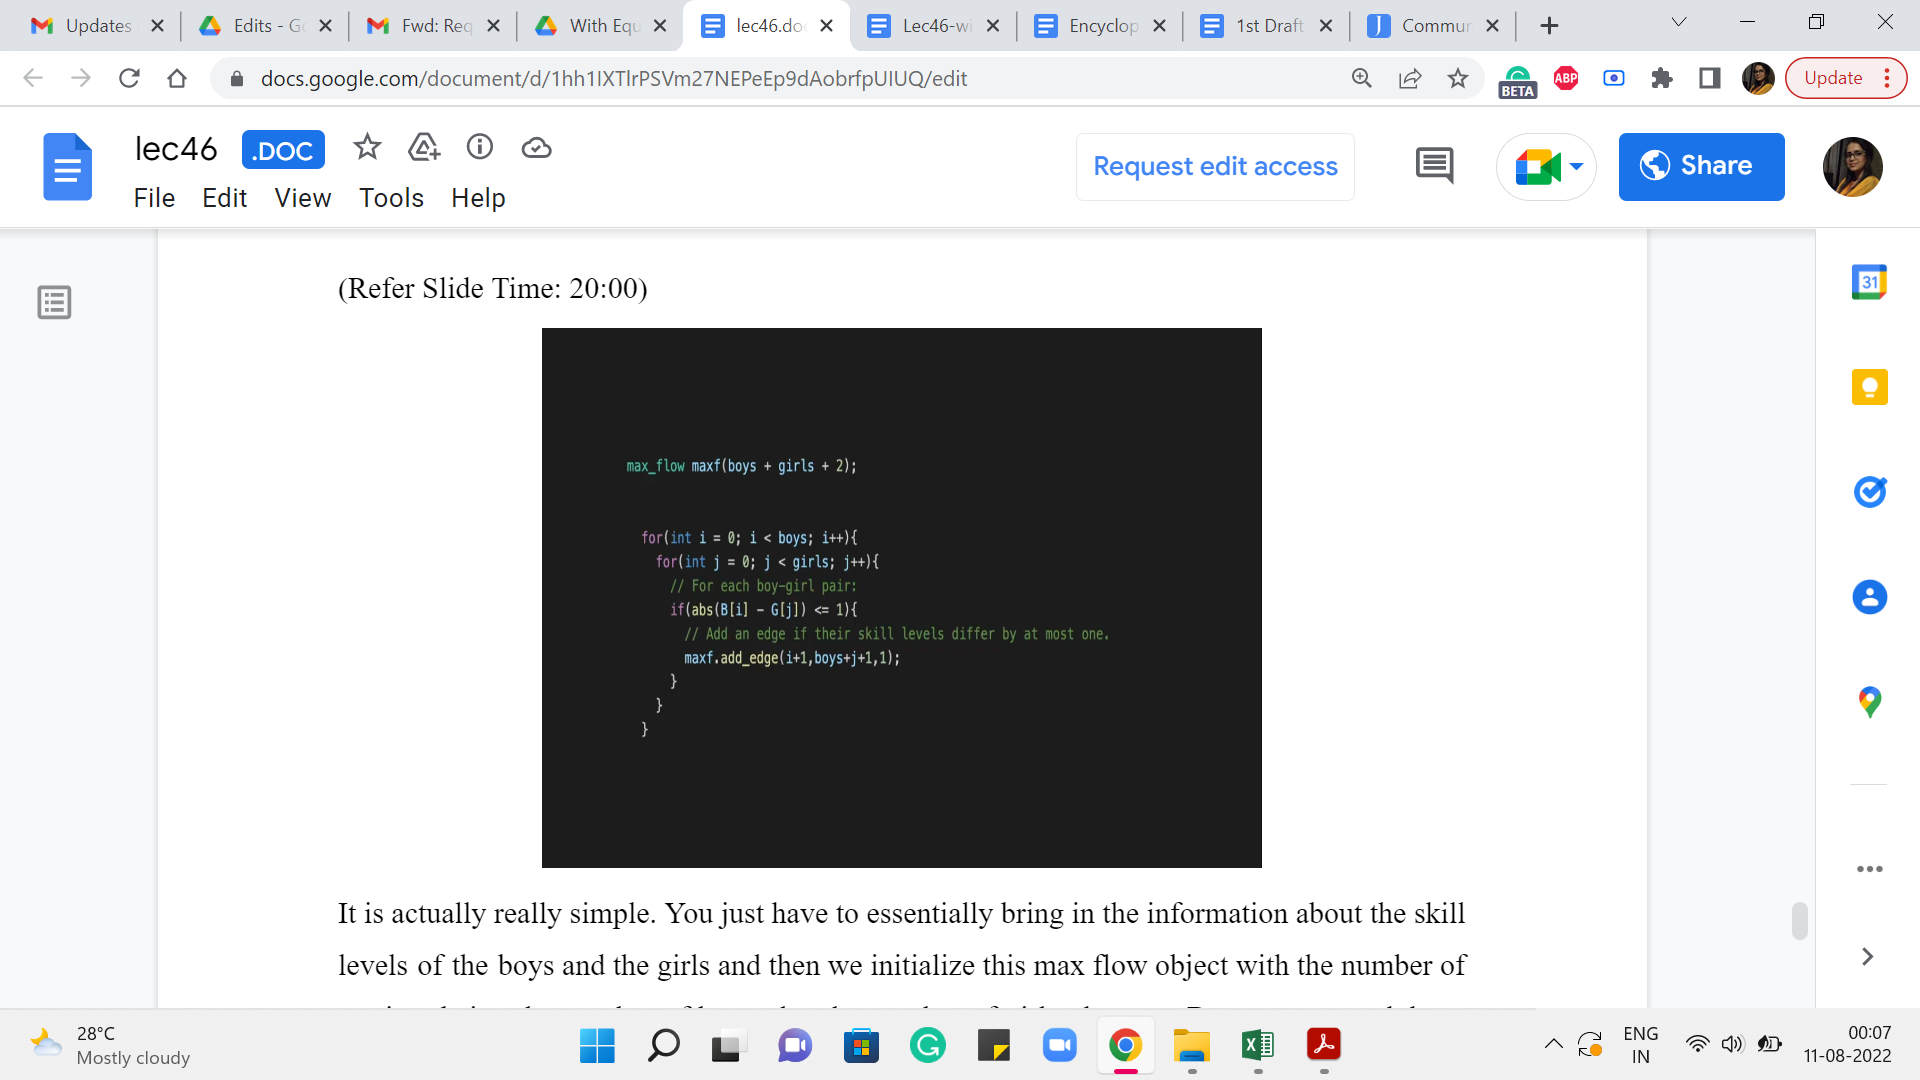 Updates
Edits - Go
Fwd: Req
With Equ
lec46.doc
Lec46-wi
Encyclop
1st Draft
Commun
docs.google.com/document/d/1hh1IXTlrPSVm27NEPeEp9dAobrfpUIUQ/edit
BETA
ABP
Update
lec46 .DOC
File Edit View Tools Help
Request edit access
Share
31
(Refer Slide Time: 20:00)
max_flow maxf(boys + girls + 2);
for(int i = 0; i < boys; i++){
for(int j = 0; j < girls; j++){
// For each boy-girl pair:
if(abs(B[i] - G[j]) <= 1){
// Add an edge if their skill levels differ by at most one.
maxf.add_edge(i+1,boys+j+1,1);
}
}
}
It is actually really simple. You just have to essentially bring in the information about the skill
levels of the boys and the girls and then we initialize this max flow object with the number of
28°C
Mostly cloudy
ENG
IN
00:07
11-08-2022